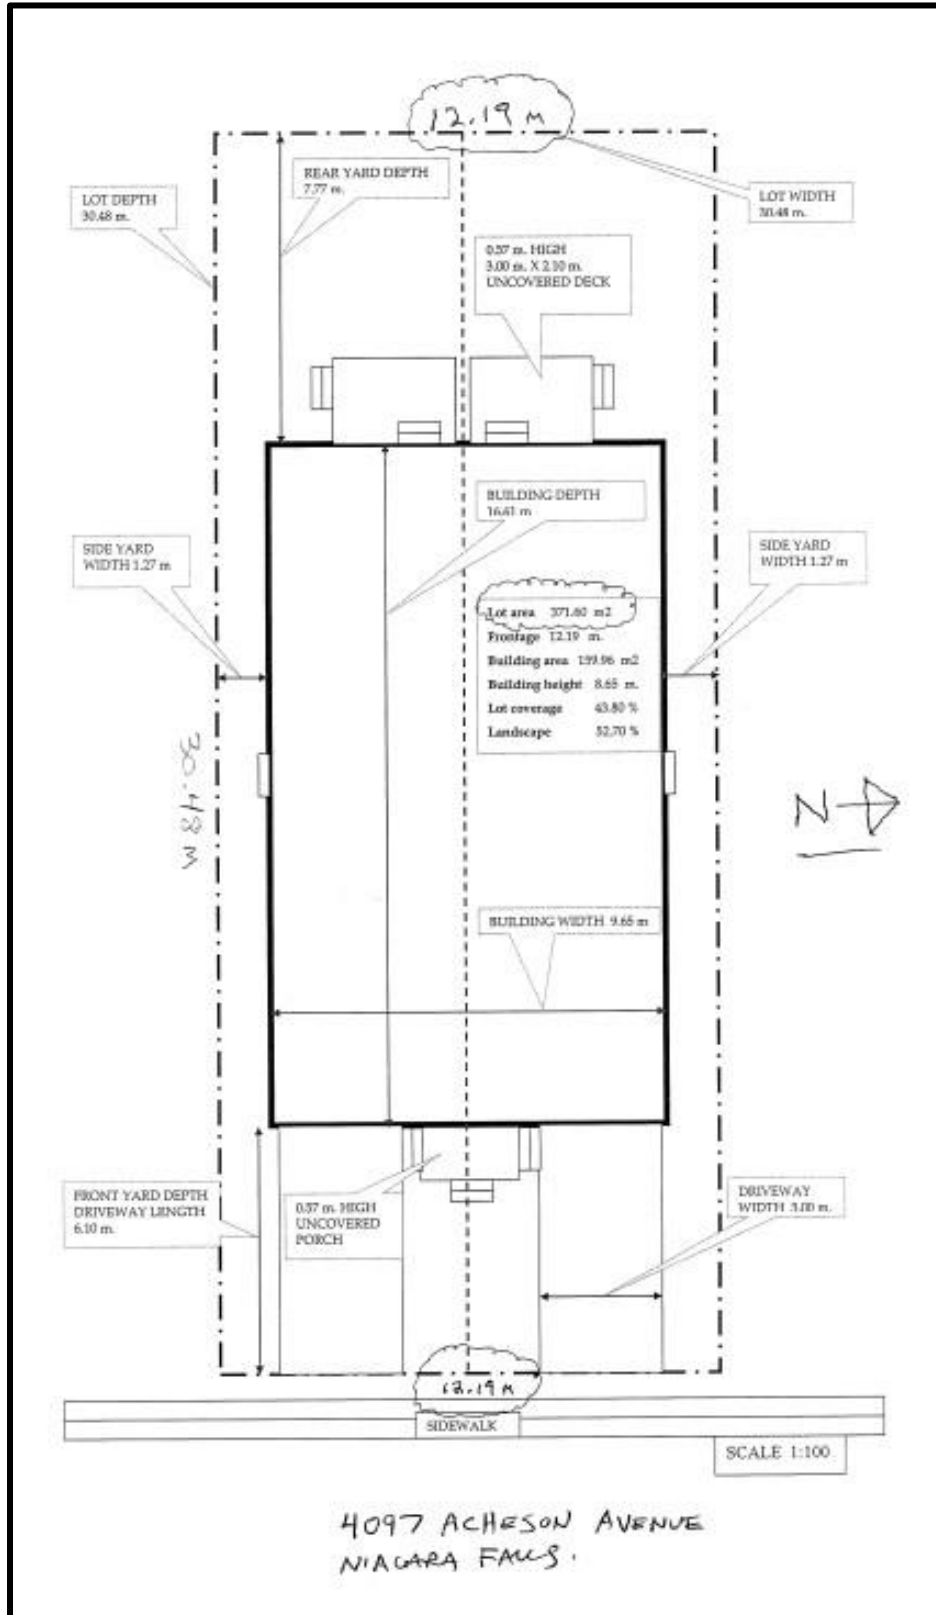 12.19 M
REAR YARD DEPTH
7.77 m.
LOT DEPTH
30.48 m.
LOT WIDTH
30.48 m.
0.57 m. HIGH
3.00 m. X 2.10 m.
UNCOVERED DECK
BUILDING DEPTH
16.61 m
SIDE YARD
WIDTH 1.27 m
SIDE YARD
WIDTH 1.27 m
Lot area 371.60 m2
Frontage 12.19 m.
Building area 159.96 m2
Building height 8.65 m.
Lot coverage 43.80 %
Landscape 52.70 %
30.48 M
N
BUILDING WIDTH 9.65 m
FRONT YARD DEPTH
DRIVEWAY LENGTH
6.10 m.
0.57 m. HIGH
UNCOVERED
PORCH
DRIVEWAY
WIDTH 3.00 m.
12.19 M
SIDEWALK
SCALE 1:100
4097 ACHESON AVENUE
NIAGARA FALLS.